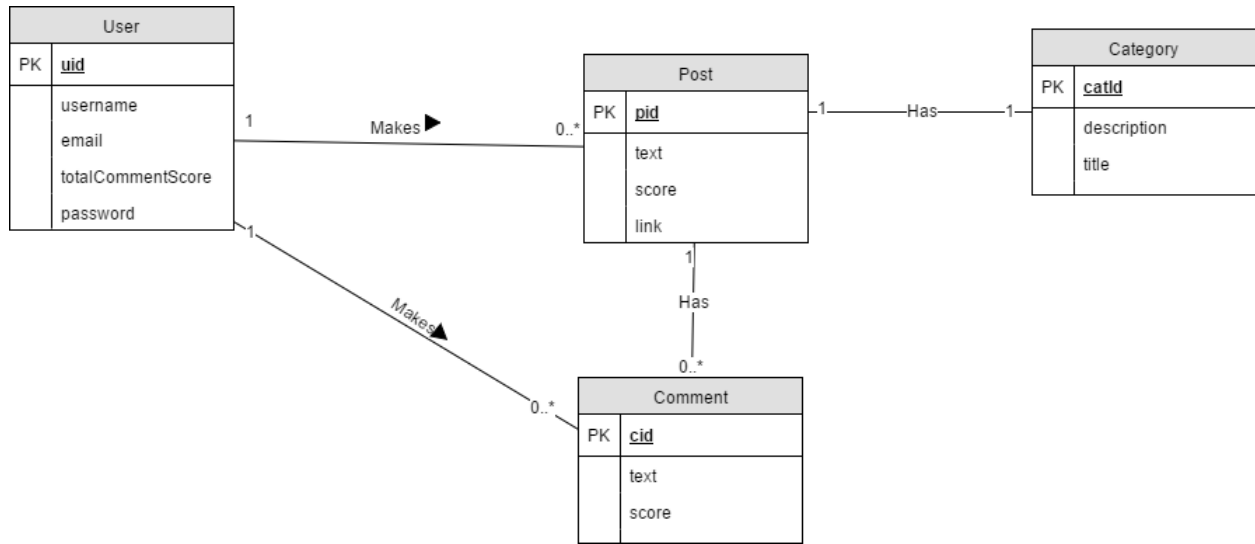 User
PK uid
username
email
totalCommentScore
password
1
Makes
0..*
Post
PK pid
text
score
link
1
Has
1
Category
PK catId
description
title
1
Makes
0..*
1
Has
0..*
Comment
PK cid
text
score